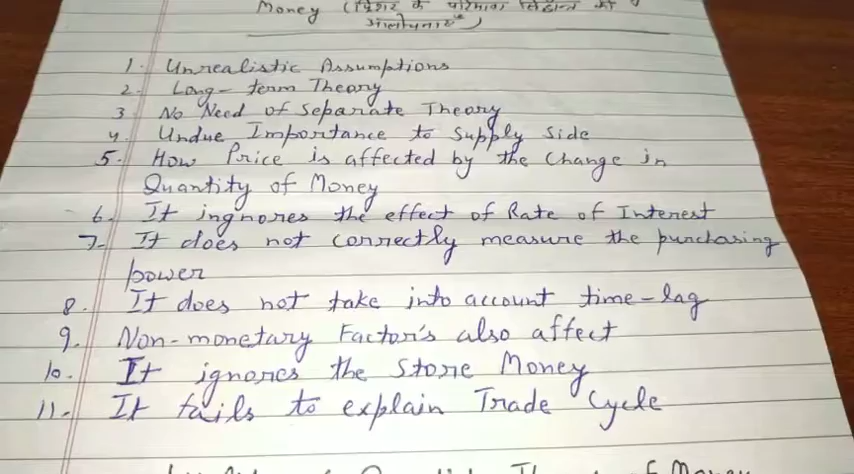 Money (फिशर के परिमाण सिद्धान्त की
आलोचनाएँ)
1. Unrealistic Assumptions
2. Long-term Theory
3 No Need of Separate Theory
4. Undue Importance to Supply Side
5. How Price is affected by the Change in
Quantity of Money
6. It ingnores the effect of Rate of Interest
7. It does not correctly measure the purchasing
power
8. It does not take into account time-lag
9. Non-monetary Factor's also affect
10. It ignores the Store Money
11. It fails to explain Trade Cycle